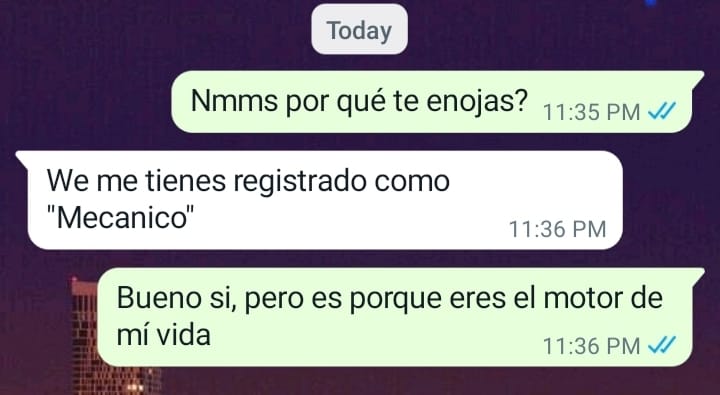 Today
Nmms por qué te enojas? 11:35 PM
We me tienes registrado como
"Mecanico"
11:36 PM
Bueno si, pero es porque eres el motor de
mí vida
11:36 PM